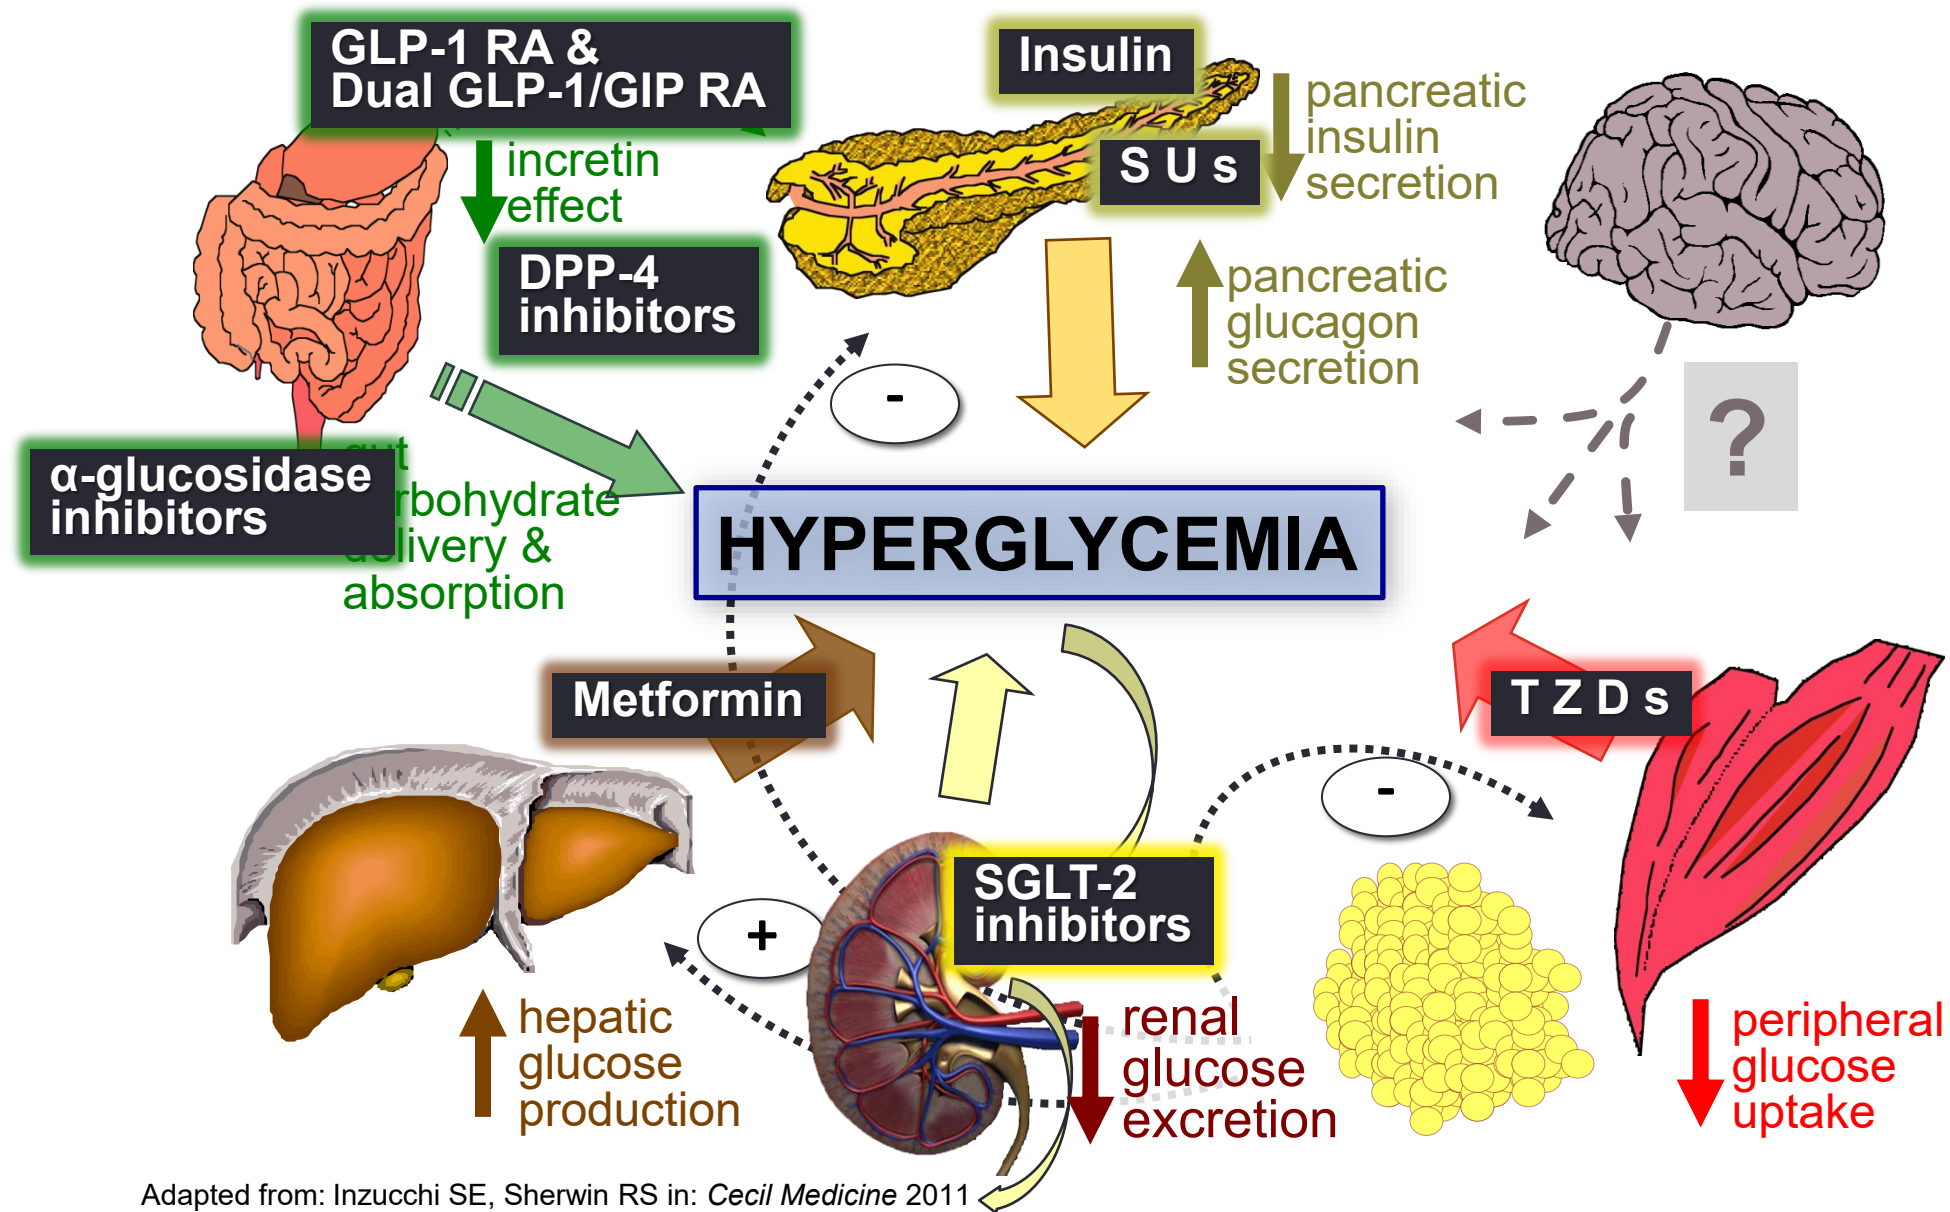 GLP-1 RA &
Dual GLP-1/GIP RA
incretin
effect
DPP-4
inhibitors
Insulin
S U s
pancreatic
insulin
secretion
pancreatic
glucagon
secretion
?
-
α-glucosidase
inhibitors
delivery &
absorption
HYPERGLYCEMIA
Metformin
T Z D s
-
SGLT-2
inhibitors
+
hepatic
glucose
production
renal
glucose
excretion
peripheral
glucose
uptake
Adapted from: Inzucchi SE, Sherwin RS in: Cecil Medicine 2011